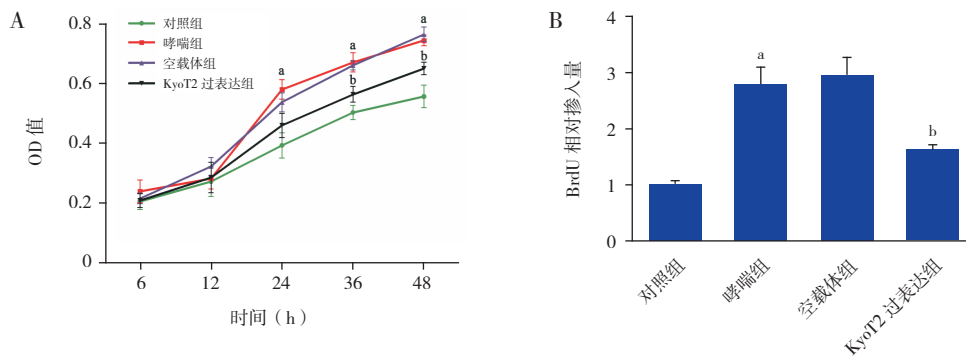 A
对照组
哮喘组
空载体组
KyoT2 过表达组
OD 值
0.8
0.6
0.4
0.2
0
a
a
a
b
b
6
12
24
36
48
时间（h）
B
BrdU 相对掺入量
4
3
2
1
0
a
b
对照组
哮喘组
空载体组
KyoT2 过表达组